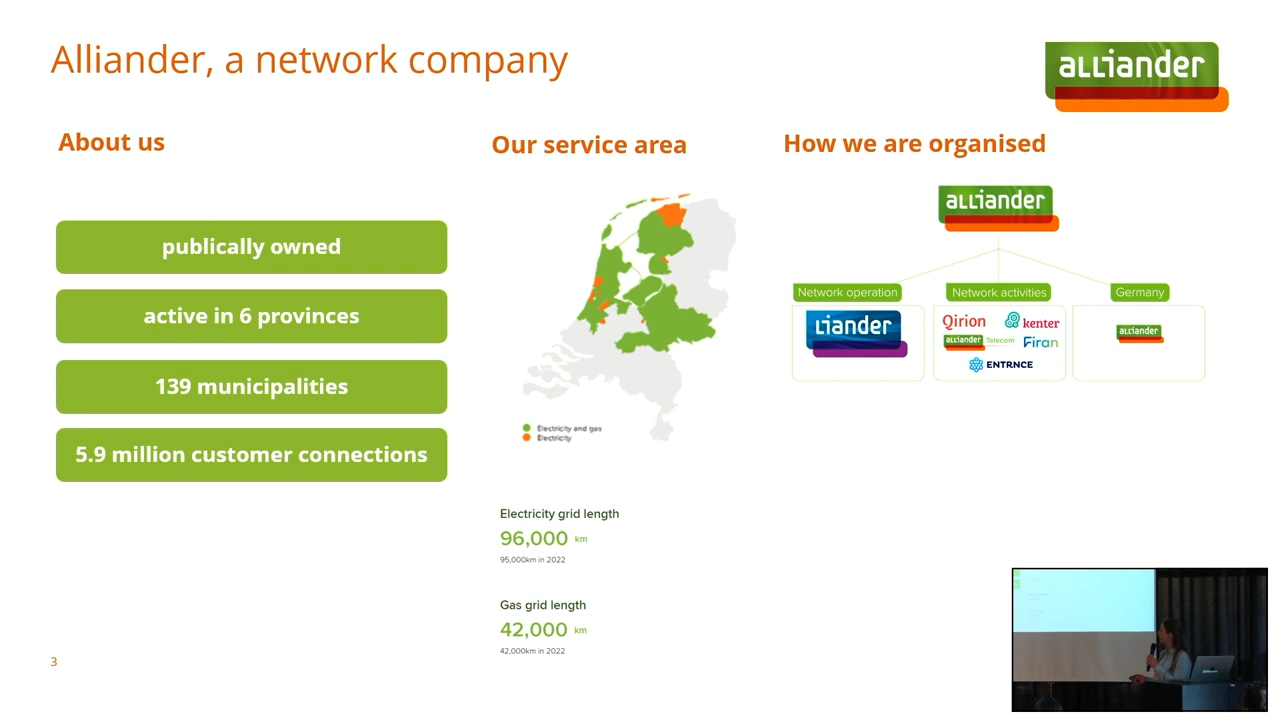 Alliander, a network company
alliander
About us
publically owned
active in 6 provinces
139 municipalities
5.9 million customer connections
Our service area
Electricity and gas
Electricity
Electricity grid length
96,000 km
95,000km in 2022
Gas grid length
42,000 km
42,000km in 2022
How we are organised
alliander
Network operation
Liander
Network activities
Qirion
kenter
alliander Telecom
Firan
ENTRNCE
Germany
alliander
3